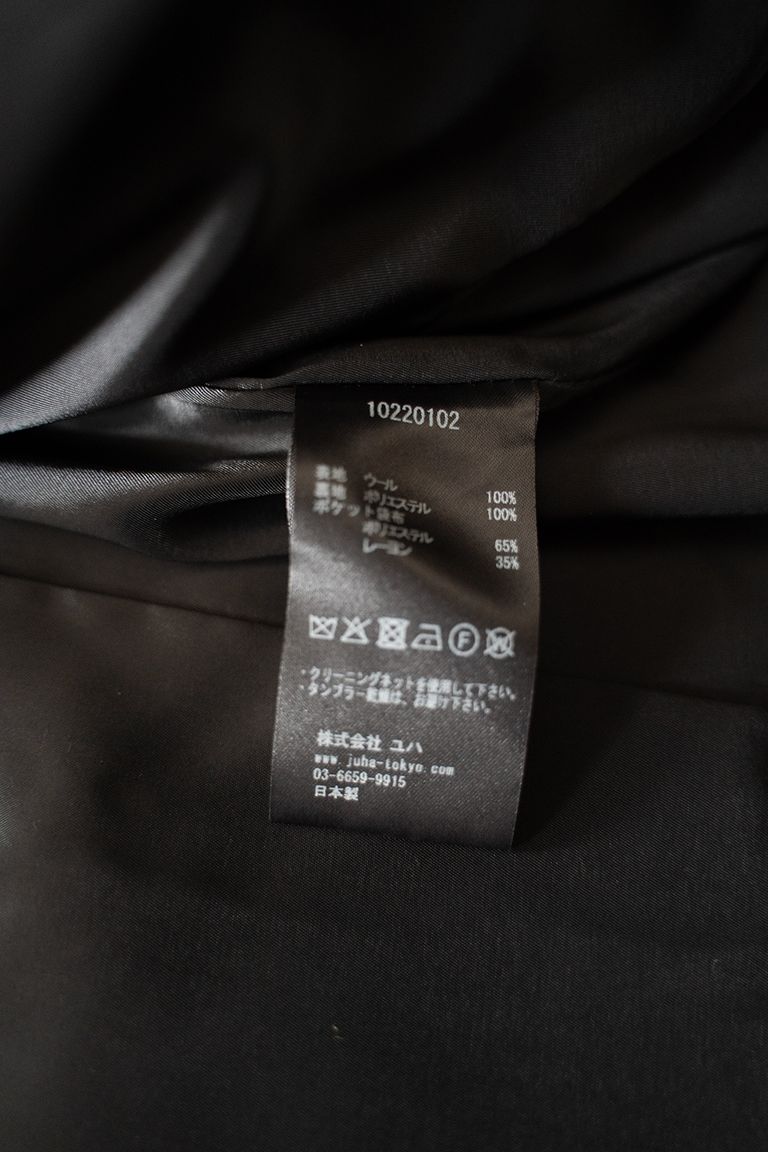 10220102
表地 ウール 100%
裏地 ポリエステル 100%
ポケット袋布
ポリエステル 65%
レーヨン 35%
F
W
・クリーニングネットを使用して下さい。
・タンブラー乾燥は、お避け下さい。
株式会社 ユハ
www.juha-tokyo.com
03-6659-9915
日本製